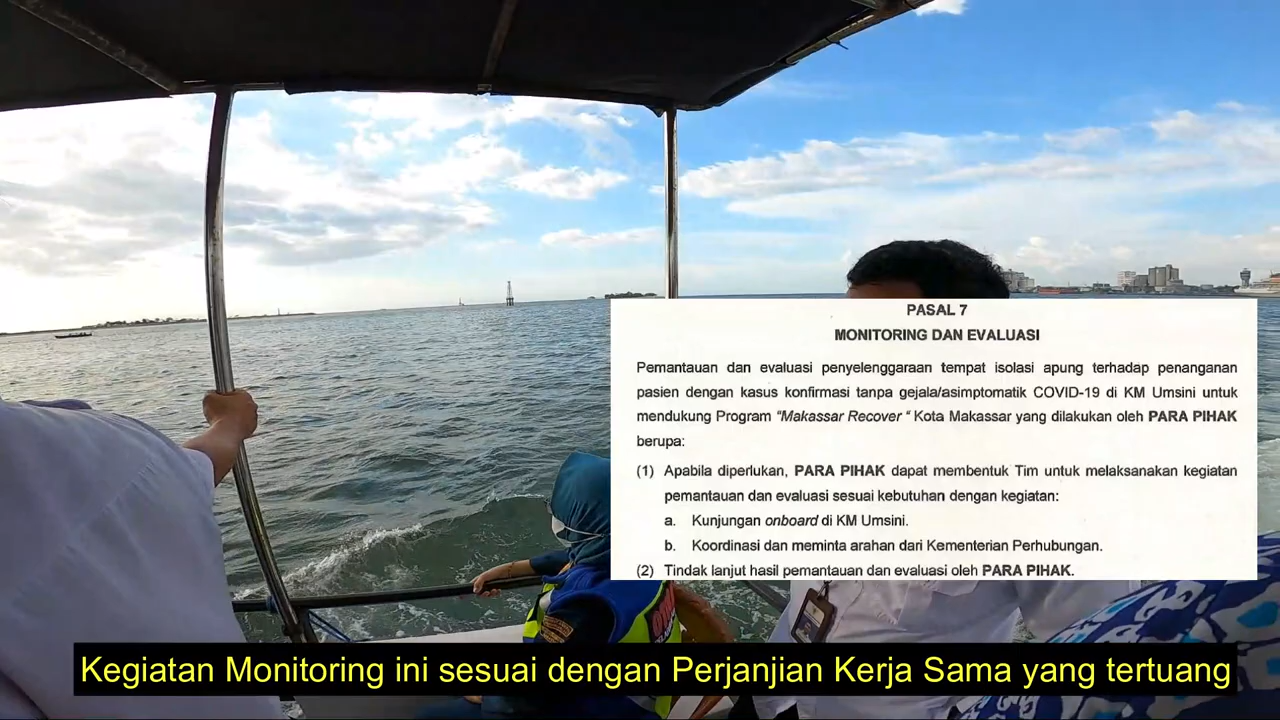 PASAL 7
MONITORING DAN EVALUASI
Pemantauan dan evaluasi penyelenggaraan tempat isolasi apung terhadap penanganan
pasien dengan kasus konfirmasi tanpa gejala/asimptomatik COVID-19 di KM Umsini untuk
mendukung Program "Makassar Recover " Kota Makassar yang dilakukan oleh PARA PIHAK
berupa:
(1) Apabila diperlukan, PARA PIHAK dapat membentuk Tim untuk melaksanakan kegiatan
pemantauan dan evaluasi sesuai kebutuhan dengan kegiatan:
a. Kunjungan onboard di KM Umsini.
b. Koordinasi dan meminta arahan dari Kementerian Perhubungan.
(2) Tindak lanjut hasil pemantauan dan evaluasi oleh PARA PIHAK.
Kegiatan Monitoring ini sesuai dengan Perjanjian Kerja Sama yang tertuang